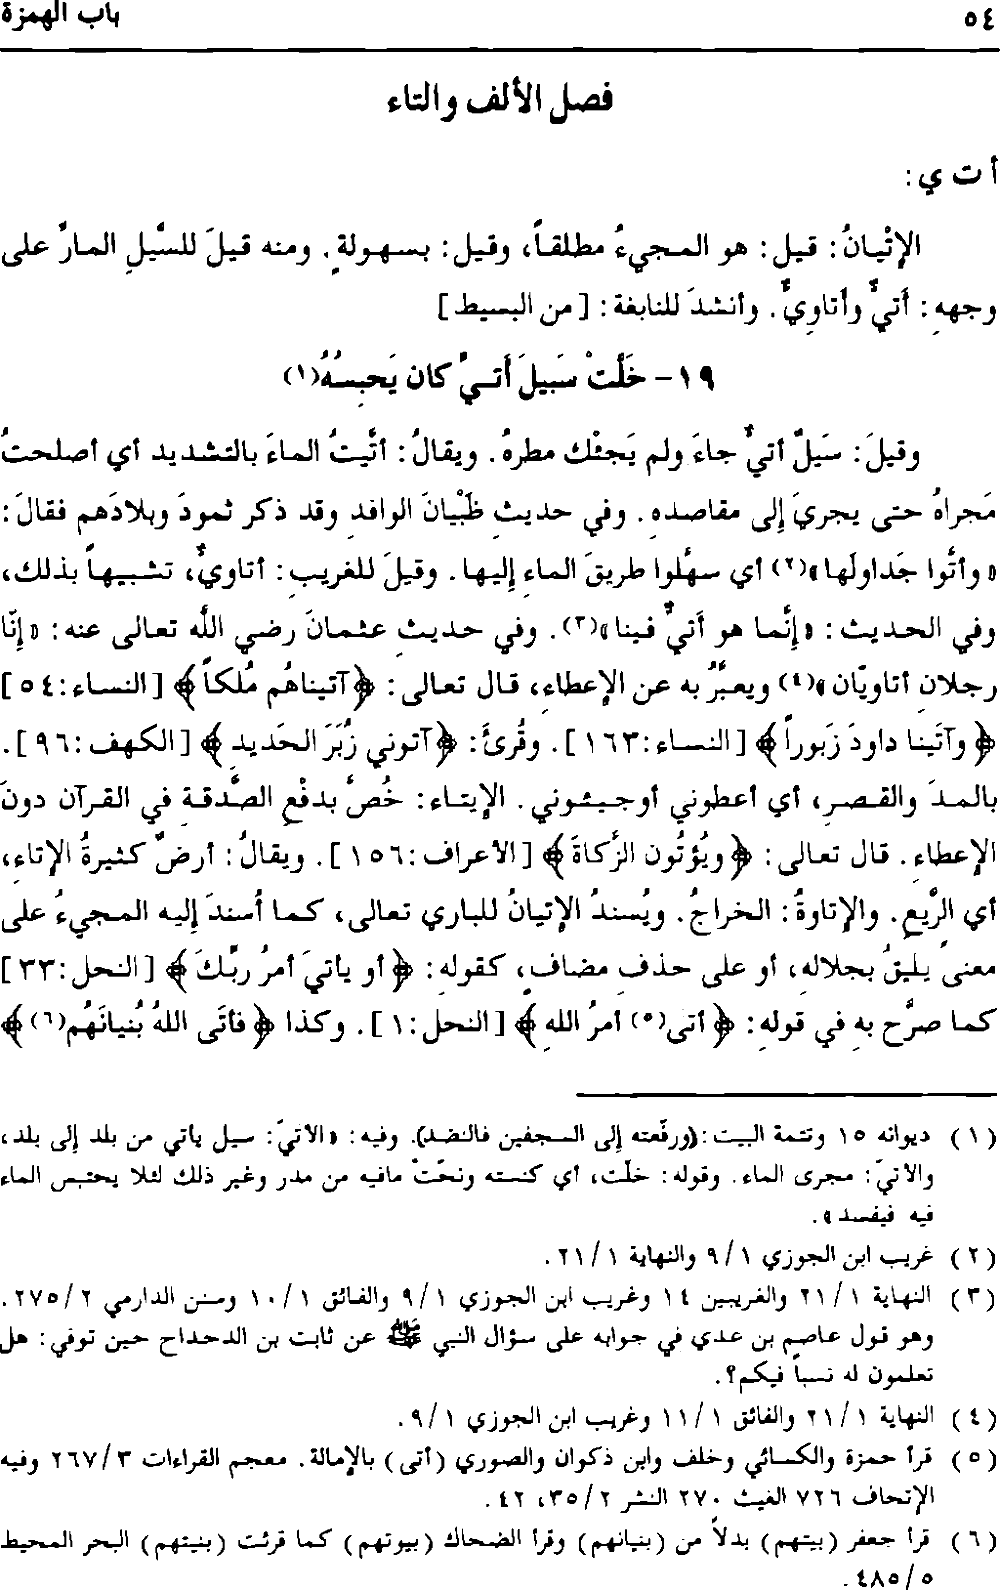 ٥٤ باب الهمزة
فصل الألف والتاء
أ ت ي:
الإتْيانُ: قيل: هو المجيءُ مطلقاً، وقيل: بسهولةٍ. ومنه قيلَ للسَّيلِ المارِّ على
وجههِ: أَتيٌّ وأَتاوِيٌّ. وأنشدَ للنابغة: [من البسيط]
١٩- خَلَّتْ سَبيلَ أَتيٍّ كان يَحبِسُهُ(١)
وقيلَ: سَيلٌ أتيٌّ جاءَ ولم يَجئْك مطرهُ. ويقالُ: أتَّيتُ الماءَ بالتشديد أي أصلحتُ
مَجراهُ حتى يجريَ إلى مقاصدهِ. وفي حديثِ ظَبْيانَ الوافدِ وقد ذكر ثمودَ وبلادَهم فقالَ:
«وأتَّوا جَداولَها»(٢) أي سهَّلوا طريقَ الماءِ إليها. وقيلَ للغريبِ: أتاويٌّ، تشبيهاً بذلك،
وفي الحديث: «إنَّما هو أَتيٌّ فينا»(٣). وفي حديثِ عثمانَ رضي الله تعالى عنه: «إنّا
رجلانِ أتاويّان»(٤) ويعبَّرُ به عن الإعطاءِ، قال تعالى: ﴿آتيناهُم مُلكاً﴾ [النساء:٥٤]
﴿وآتَينا داودَ زَبوراً﴾ [النساء:١٦٣]. وقُرئَ: ﴿آتوني زُبَرَ الحَديدِ﴾ [الكهف:٩٦].
بالمدِّ والقصرِ، أي أعطوني أوجيئوني. الإيتاء: خُصَّ بدفْعِ الصَّدقةِ في القرآن دونَ
الإعطاء. قال تعالى: ﴿ويُؤتُون الزَّكاةَ﴾ [الأعراف:١٥٦]. ويقالُ: أرضٌ كثيرةُ الإتاءِ،
أي الرَّيعِ. والإتاوةُ: الخراجُ. ويُسندُ الإتيانُ للباري تعالى، كما أُسندَ إليه المجيءُ على
معنىً يليقُ بجلاله، أو على حذفِ مضافٍ، كقوله: ﴿أو يأتيَ أمرُ ربِّكَ﴾ [النحل:٣٣]
كما صرَّح بهِ في قولهِ: ﴿أتى(٥) أمرُ اللهِ﴾ [النحل:١]. وكذا ﴿فأتَى اللهُ بُنيانَهُم(٦)﴾
(١) ديوانه ١٥ وتتمة البيت:(ورفَّعته إلى السجفين فالنضد). وفيه: «الأتيّ: سيل يأتي من بلد إلى بلد،
والأتيّ: مجرى الماء. وقوله: خلّت، أي كنسته ونحّتْ مافيه من مدر وغير ذلك لئلا يحتبس الماء
فيه فيفسد».
(٢) غريب ابن الجوزي ٩/١ والنهاية ٢١/١.
(٣) النهاية ٢١/١ والغريبين ١٤ وغريب ابن الجوزي ٩/١ والفائق ١٠/١ وسنن الدارمي ٢٧٥/٢.
وهو قول عاصم بن عدي في جوابه على سؤال النبي ﷺ عن ثابت بن الدحداح حين توفي: هل
تعلمون له نسباً فيكم؟.
(٤) النهاية ٢١/١ والفائق ١١/١ وغريب ابن الجوزي ٩/١.
(٥) قرأ حمزة والكسائي وخلف وابن ذكوان والصوري (أتى) بالإمالة. معجم القراءات ٢٦٧/٣ وفيه
الإتحاف ٧٢٦ الغيث ٢٧٠ النشر ٣٥/٢، ٤٢.
(٦) قرأ جعفر (بيتهم) بدلاً من (بنيانهم) وقرأ الضحاك (بيوتهم) كما قرئت (بنيتهم) البحر المحيط
٤٨٥/٥.